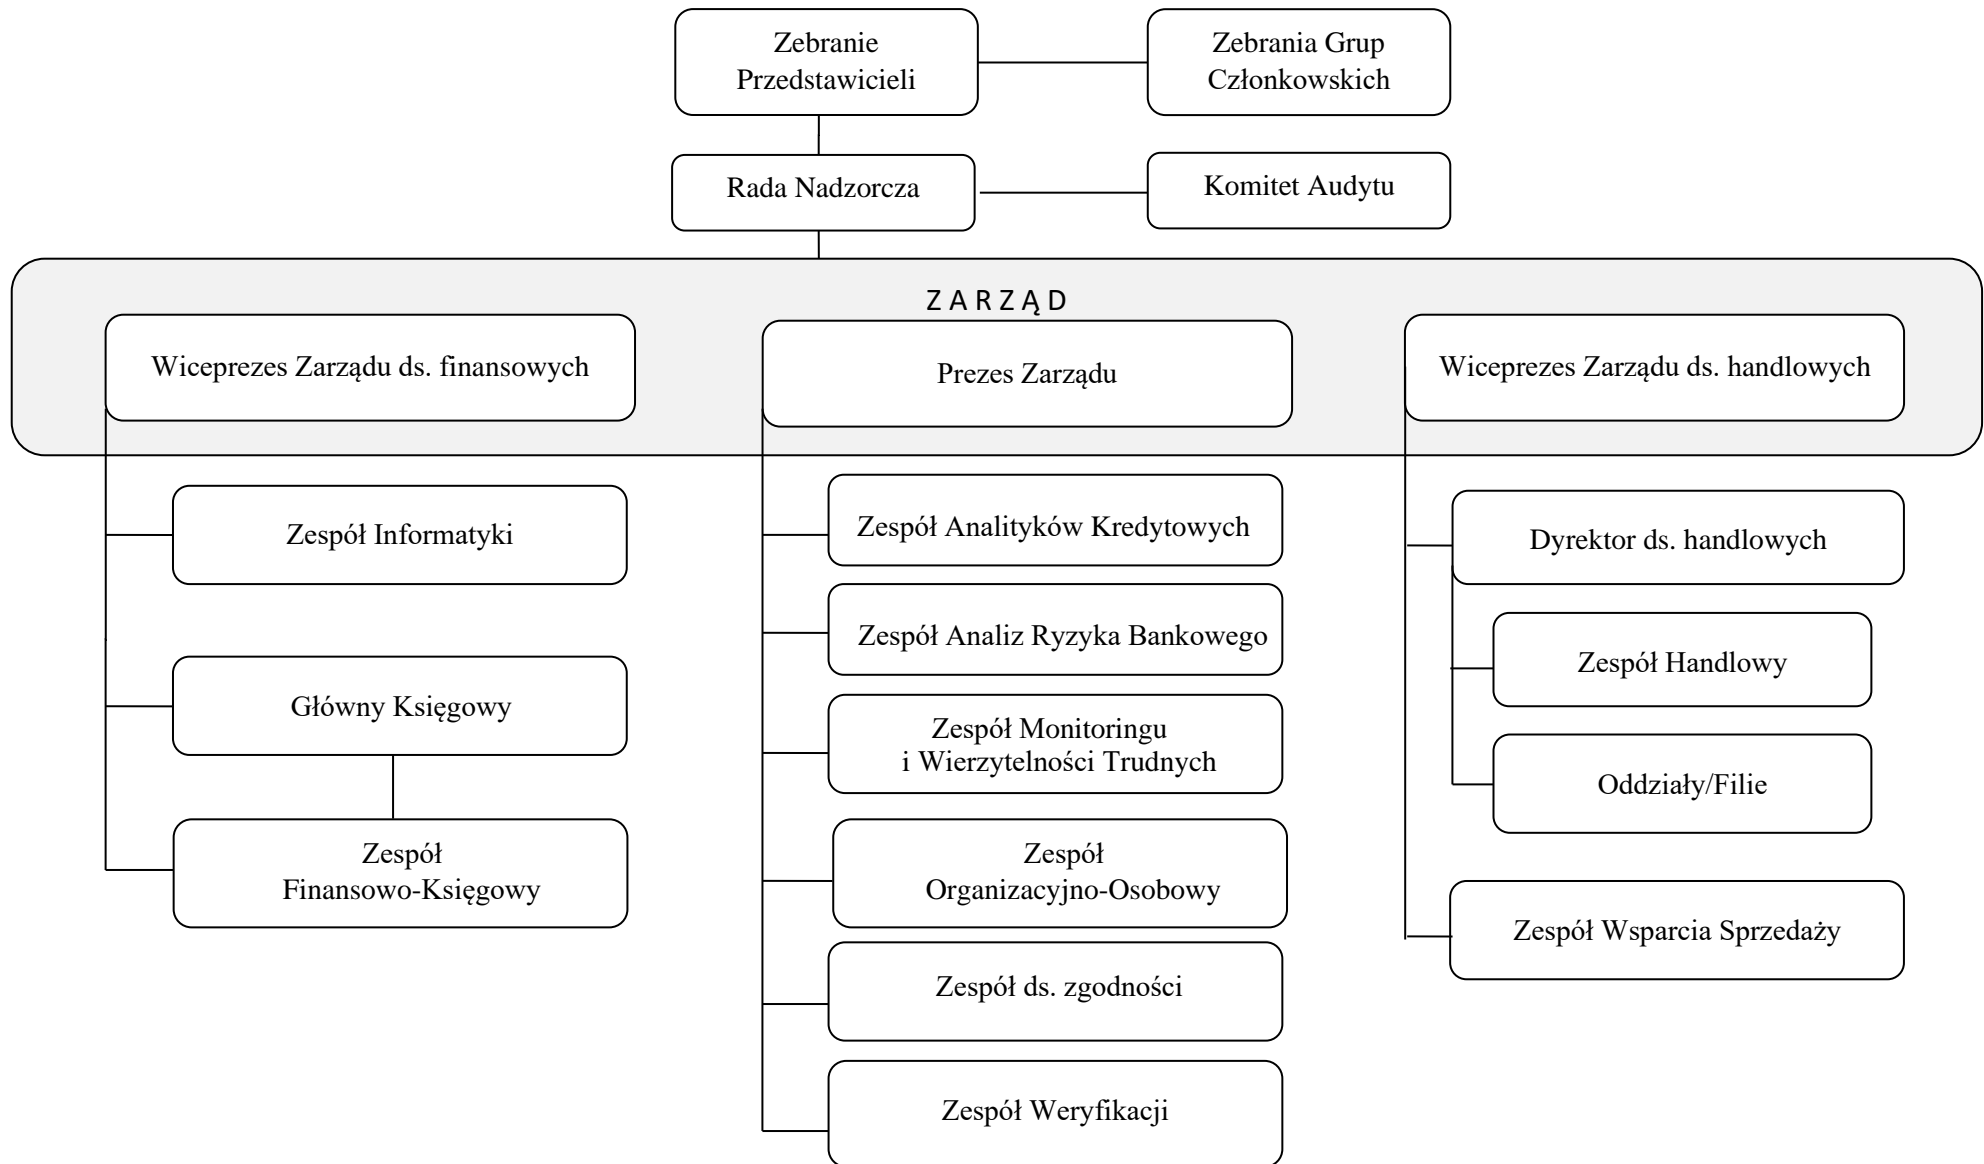 Zebranie
Przedstawicieli
Zebrania Grup
Członkowskich
Rada Nadzorcza
Komitet Audytu
Z A R Z Ą D
Wiceprezes Zarządu ds. finansowych
Prezes Zarządu
Wiceprezes Zarządu ds. handlowych
Zespół Informatyki
Główny Księgowy
Zespół
Finansowo-Księgowy
Zespół Analityków Kredytowych
Zespół Analiz Ryzyka Bankowego
Zespół Monitoringu
i Wierzytelności Trudnych
Zespół
Organizacyjno-Osobowy
Zespół ds. zgodności
Zespół Weryfikacji
Dyrektor ds. handlowych
Zespół Handlowy
Oddziały/Filie
Zespół Wsparcia Sprzedaży